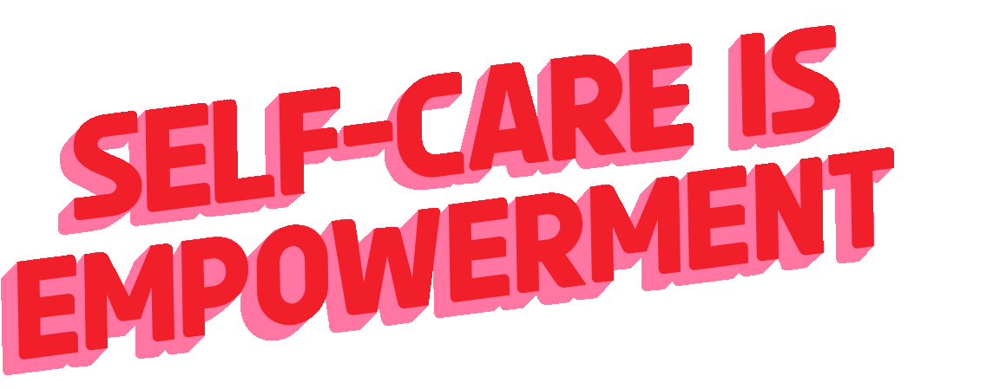 SELF-CARE IS
EMPOWERMENT